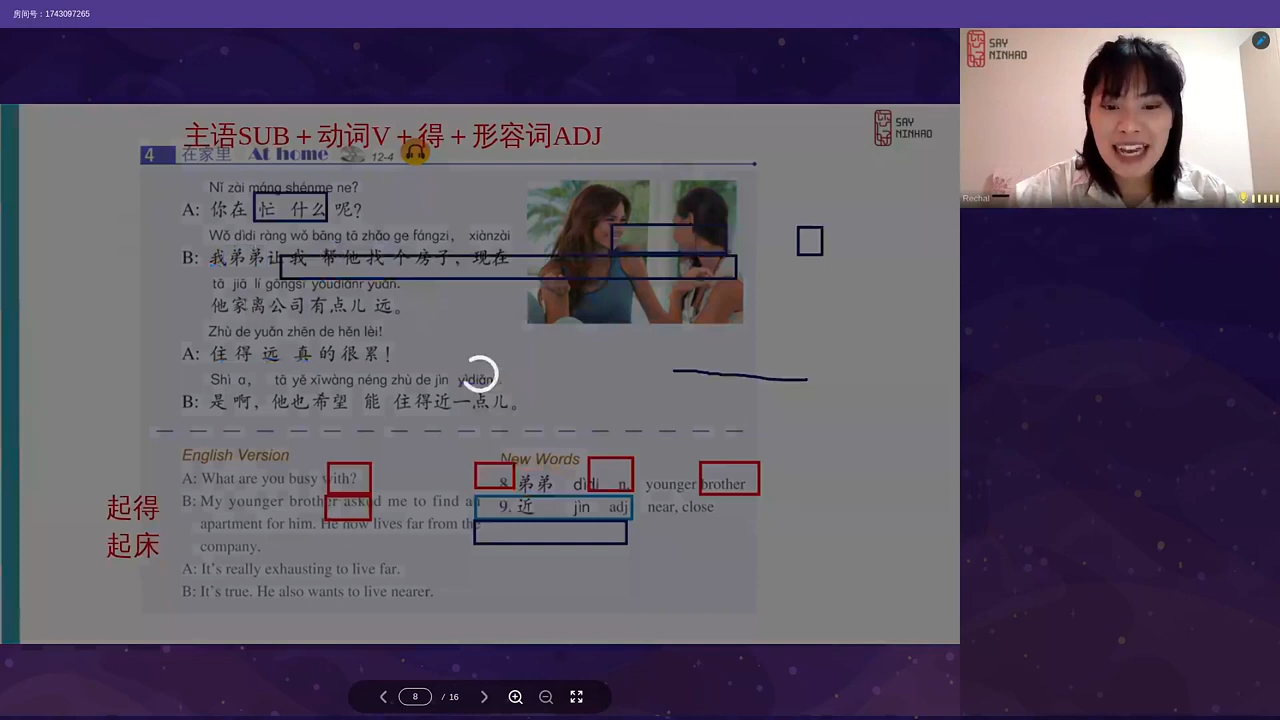 房间号：1743097265
SAY NINHAO
Rechal
主语SUB＋动词V＋得＋形容词ADJ
SAY NINHAO
4 在家里 At home 12-4
Nǐ zài máng shénme ne?
A: 你在 忙 什么 呢？
Wǒ dìdi ràng wǒ bāng tā zhǎo ge fángzi, xiànzài
B: 我弟弟让我 帮他找 个房子，现在
tā jiā lí gōngsī yǒudiǎnr yuǎn.
他家离公司有点儿 远。
Zhù de yuǎn zhēn de hěn lèi!
A: 住 得 远 真 的很累！
Shì a, tā yě xīwàng néng zhù de jìn yìdiǎnr.
B: 是啊，他也希望 能 住得近一点儿。
English Version
A: What are you busy with?
B: My younger brother asked me to find an
apartment for him. He now lives far from the
company.
A: It's really exhausting to live far.
B: It's true. He also wants to live nearer.
New Words
8. 弟弟 dìdi n. younger brother
9. 近 jìn adj near, close
起得
起床
8 / 16